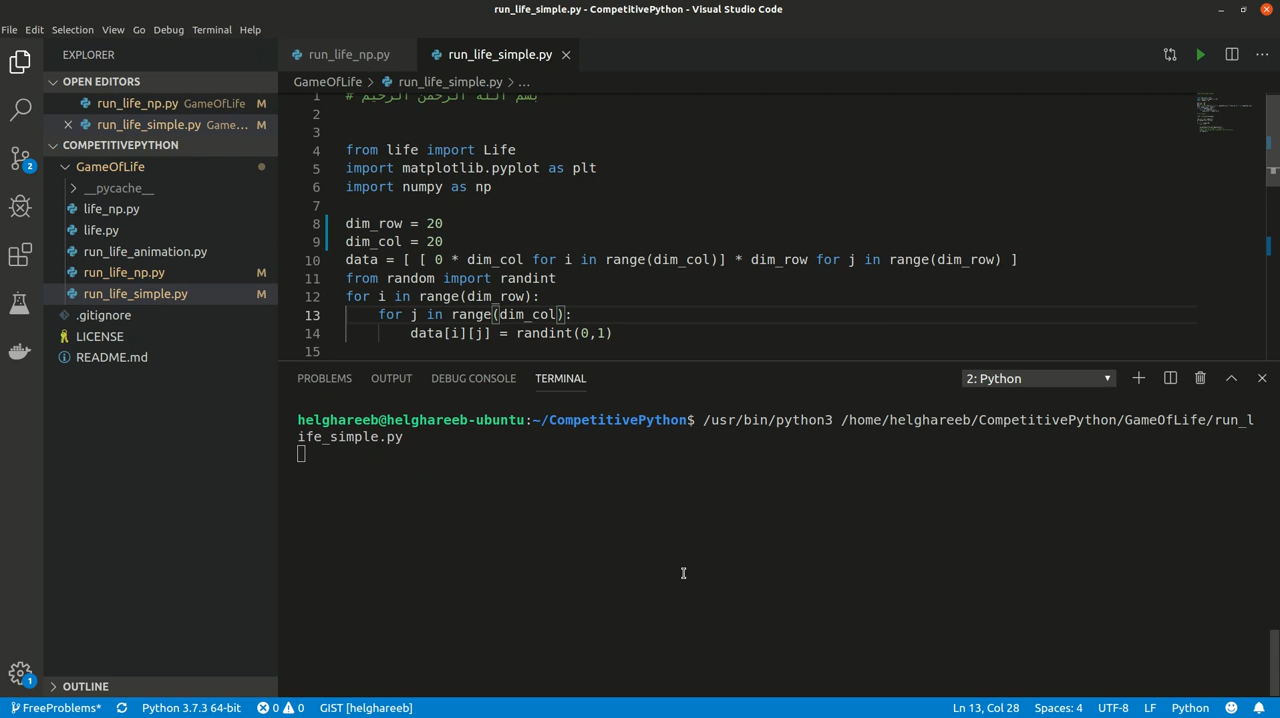 run_life_simple.py - CompetitivePython - Visual Studio Code
File Edit Selection View Go Debug Terminal Help
EXPLORER
OPEN EDITORS
run_life_np.py GameOfLife M
run_life_simple.py Game... M
COMPETITIVEPYTHON
GameOfLife
__pycache__
life_np.py
life.py
run_life_animation.py
run_life_np.py M
run_life_simple.py M
.gitignore
LICENSE
README.md
OUTLINE
2
1
run_life_np.py
run_life_simple.py
GameOfLife > run_life_simple.py > ...
1 # بسم الله الرحمن الرحيم
2
3
4 from life import Life
5 import matplotlib.pyplot as plt
6 import numpy as np
7
8 dim_row = 20
9 dim_col = 20
10 data = [ [ 0 * dim_col for i in range(dim_col)] * dim_row for j in range(dim_row) ]
11 from random import randint
12 for i in range(dim_row):
13 for j in range(dim_col):
14 data[i][j] = randint(0,1)
15
PROBLEMS OUTPUT DEBUG CONSOLE TERMINAL 2: Python
helghareeb@helghareeb-ubuntu:~/CompetitivePython$ /usr/bin/python3 /home/helghareeb/CompetitivePython/GameOfLife/run_l
ife_simple.py
FreeProblems* Python 3.7.3 64-bit 0 0 GIST [helghareeb] Ln 13, Col 28 Spaces: 4 UTF-8 LF Python